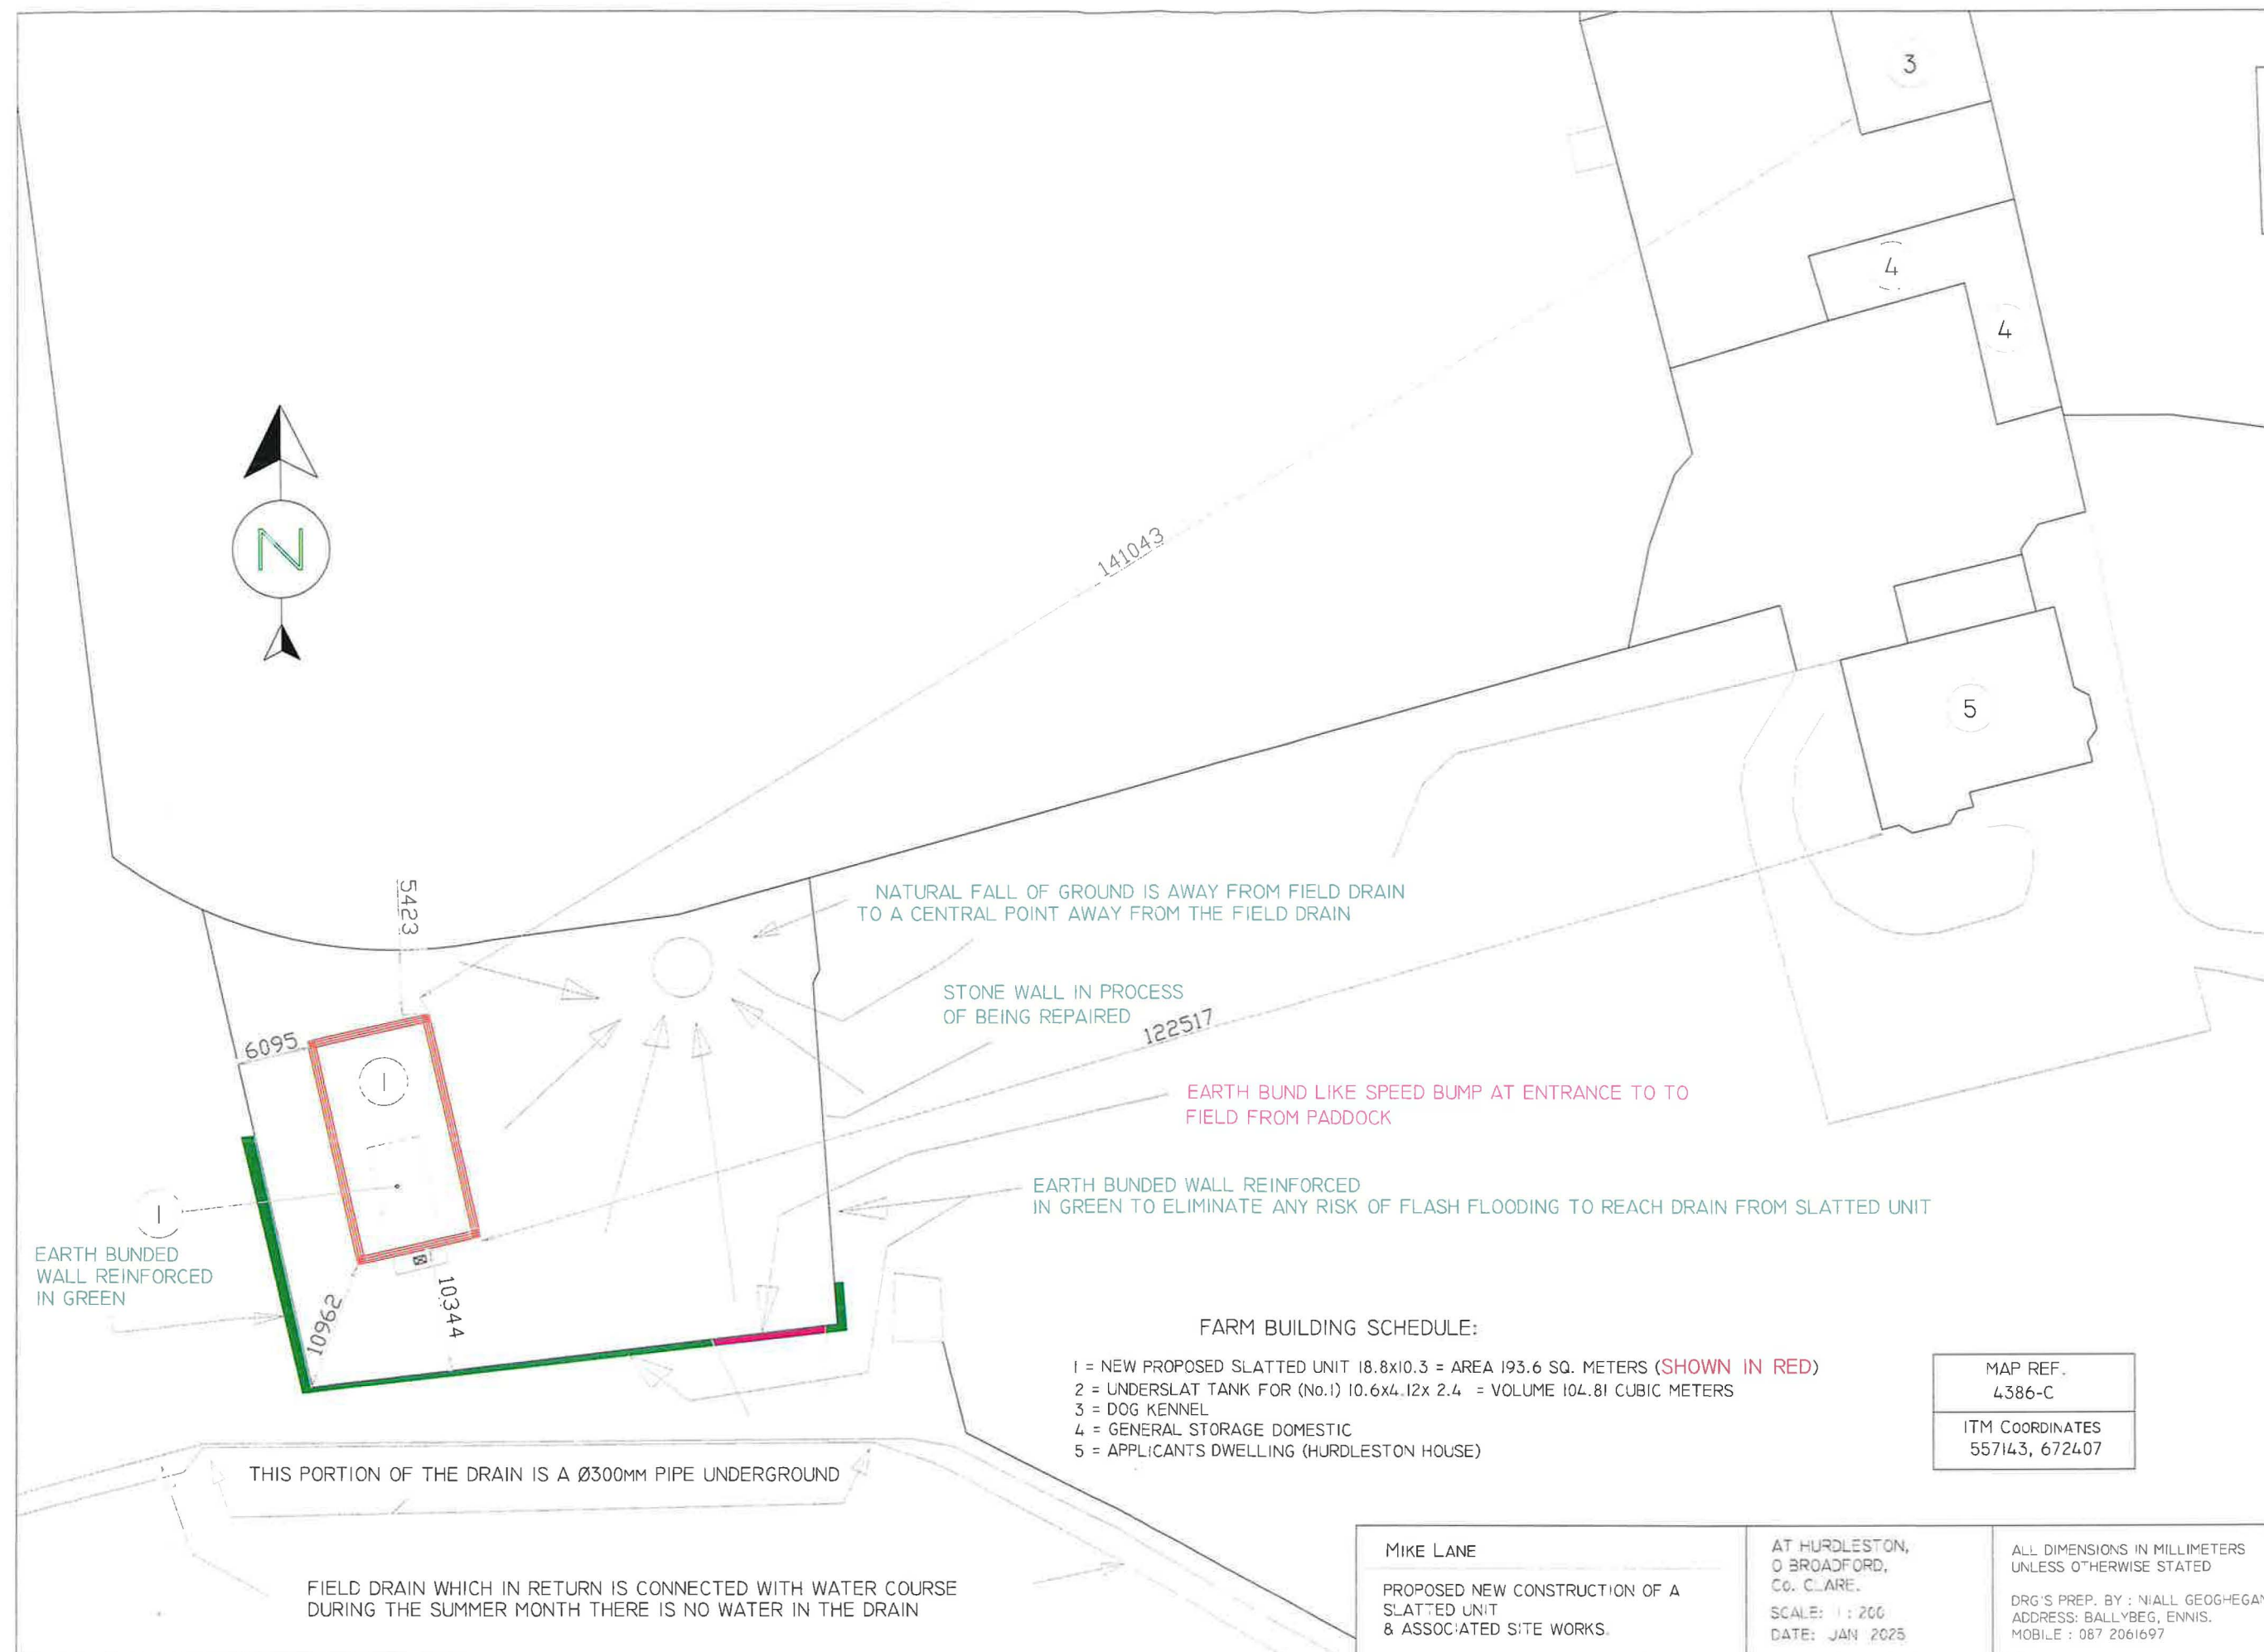 3
4
4
N
141043
5
5423
NATURAL FALL OF GROUND IS AWAY FROM FIELD DRAIN
TO A CENTRAL POINT AWAY FROM THE FIELD DRAIN
STONE WALL IN PROCESS
OF BEING REPAIRED
122517
6095
1
EARTH BUND LIKE SPEED BUMP AT ENTRANCE TO TO
FIELD FROM PADDOCK
EARTH BUNDED WALL REINFORCED
IN GREEN TO ELIMINATE ANY RISK OF FLASH FLOODING TO REACH DRAIN FROM SLATTED UNIT
1
EARTH BUNDED
WALL REINFORCED
IN GREEN
10962
10344
FARM BUILDING SCHEDULE:
1 = NEW PROPOSED SLATTED UNIT 18.8x10.3 = AREA 193.6 SQ. METERS (SHOWN IN RED)
2 = UNDERSLAT TANK FOR (No.1) 10.6x4.12x 2.4 = VOLUME 104.81 CUBIC METERS
3 = DOG KENNEL
4 = GENERAL STORAGE DOMESTIC
5 = APPLICANTS DWELLING (HURDLESTON HOUSE)
MAP REF.
4386-C
ITM COORDINATES
557143, 672407
THIS PORTION OF THE DRAIN IS A Ø300MM PIPE UNDERGROUND
FIELD DRAIN WHICH IN RETURN IS CONNECTED WITH WATER COURSE
DURING THE SUMMER MONTH THERE IS NO WATER IN THE DRAIN
MIKE LANE
PROPOSED NEW CONSTRUCTION OF A
SLATTED UNIT
& ASSOCIATED SITE WORKS.
AT HURDLESTON,
O BROADFORD,
Co. CLARE.
SCALE: 1 : 200
DATE: JAN 2025
ALL DIMENSIONS IN MILLIMETERS
UNLESS OTHERWISE STATED
DRG'S PREP. BY : NIALL GEOGHEGAN
ADDRESS: BALLYBEG, ENNIS.
MOBILE : 087 2061697